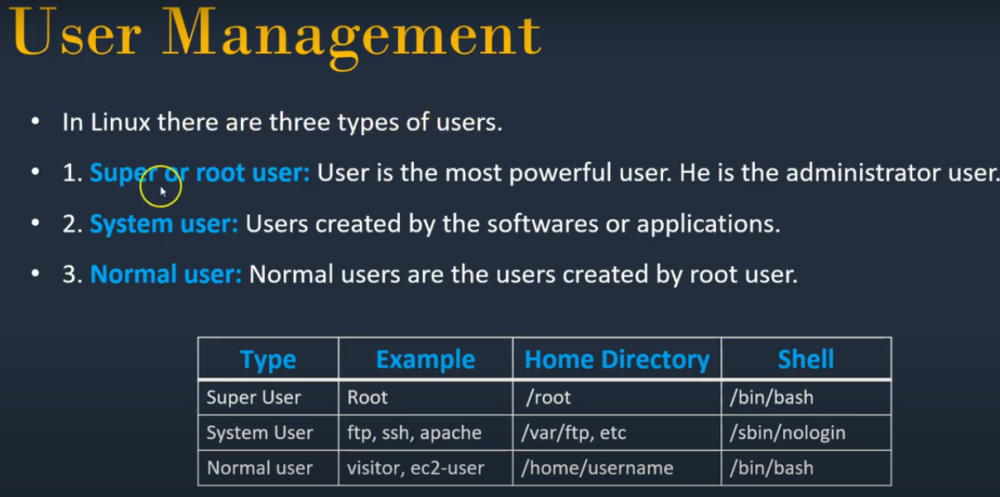 User Management
• In Linux there are three types of users.
• 1. Super or root user: User is the most powerful user. He is the administrator user.
• 2. System user: Users created by the softwares or applications.
• 3. Normal user: Normal users are the users created by root user.
Type Example Home Directory Shell
Super User Root /root /bin/bash
System User ftp, ssh, apache /var/ftp, etc /sbin/nologin
Normal user visitor, ec2-user /home/username /bin/bash